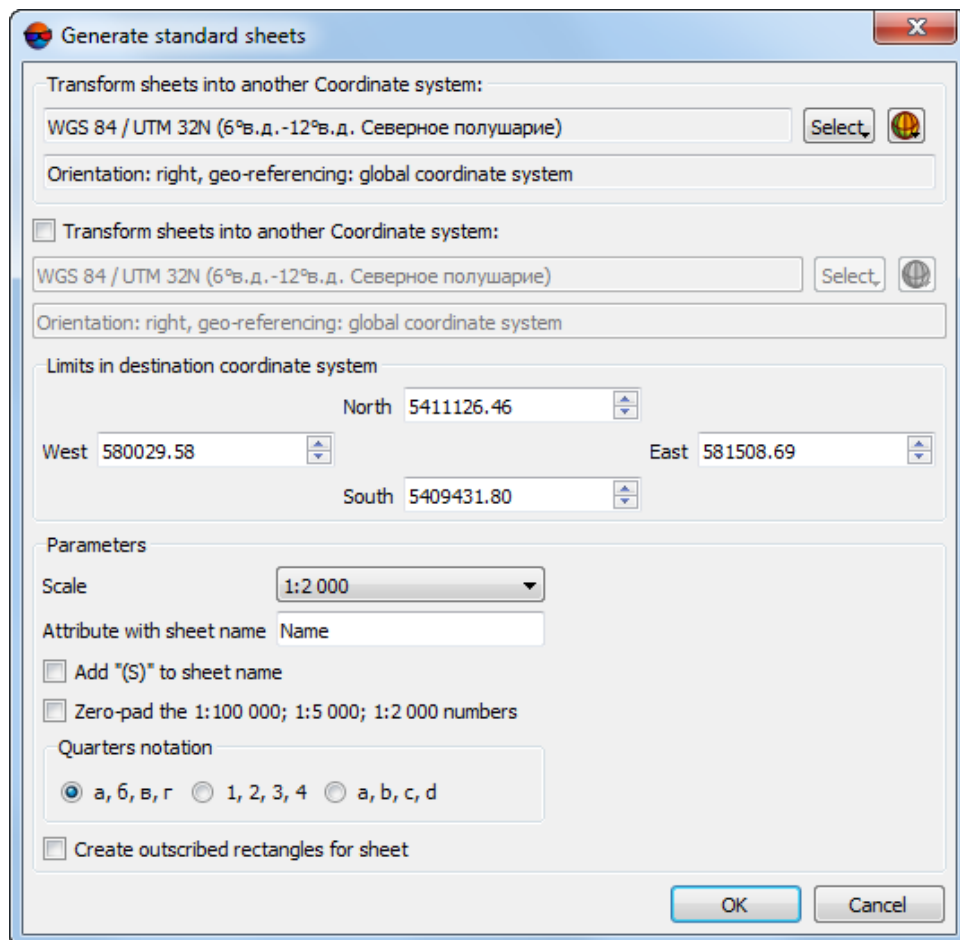 Generate standard sheets
Transform sheets into another Coordinate system:
WGS 84 / UTM 32N (6°в.д.-12°в.д. Северное полушарие) Select
Orientation: right, geo-referencing: global coordinate system
Transform sheets into another Coordinate system:
WGS 84 / UTM 32N (6°в.д.-12°в.д. Северное полушарие) Select
Orientation: right, geo-referencing: global coordinate system
Limits in destination coordinate system
North 5411126.46
West 580029.58 East 581508.69
South 5409431.80
Parameters
Scale 1:2 000
Attribute with sheet name Name
Add "(S)" to sheet name
Zero-pad the 1:100 000; 1:5 000; 1:2 000 numbers
Quarters notation
а, б, в, г 1, 2, 3, 4 a, b, c, d
Create outscribed rectangles for sheet
OK Cancel